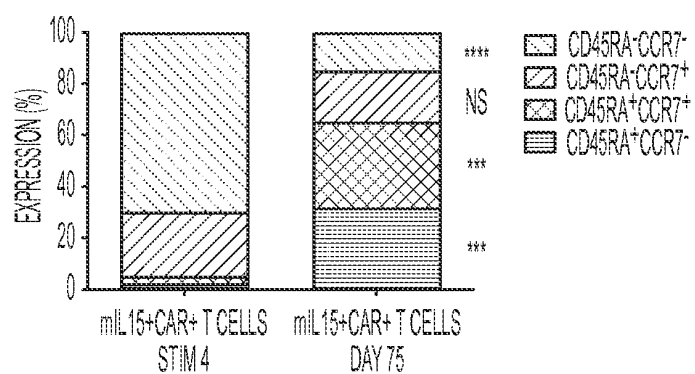 EXPRESSION (%)
100
80
60
40
20
0
mIL15+CAR+ T CELLS
STIM 4
mIL15+CAR+ T CELLS
DAY 75
****
NS
***
***
CD45RA⁻CCR7⁻
CD45RA⁻CCR7⁺
CD45RA⁺CCR7⁺
CD45RA⁺CCR7⁻